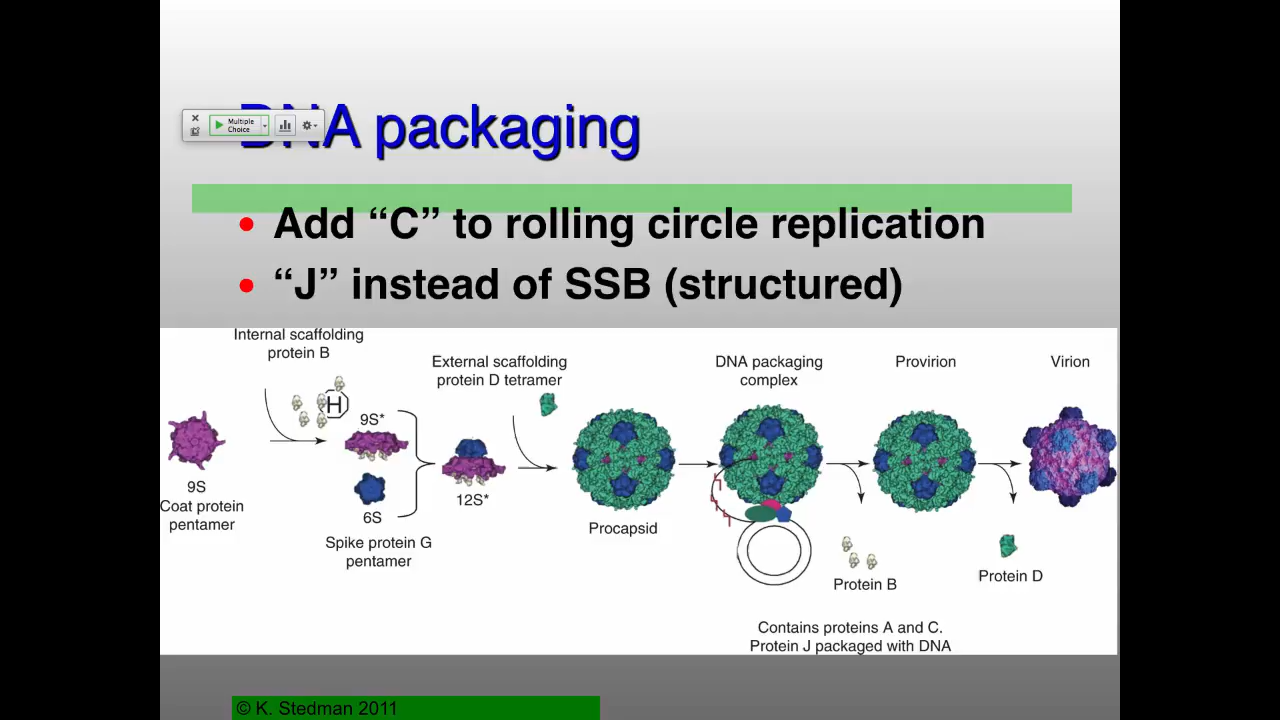 DNA packaging
Multiple
Choice
• Add “C” to rolling circle replication
• “J” instead of SSB (structured)
Internal scaffolding
protein B
H
External scaffolding
protein D tetramer
DNA packaging
complex
Provirion
Virion
9S*
9S
Coat protein
pentamer
6S
Spike protein G
pentamer
12S*
Procapsid
Protein B
Protein D
Contains proteins A and C.
Protein J packaged with DNA
© K. Stedman 2011